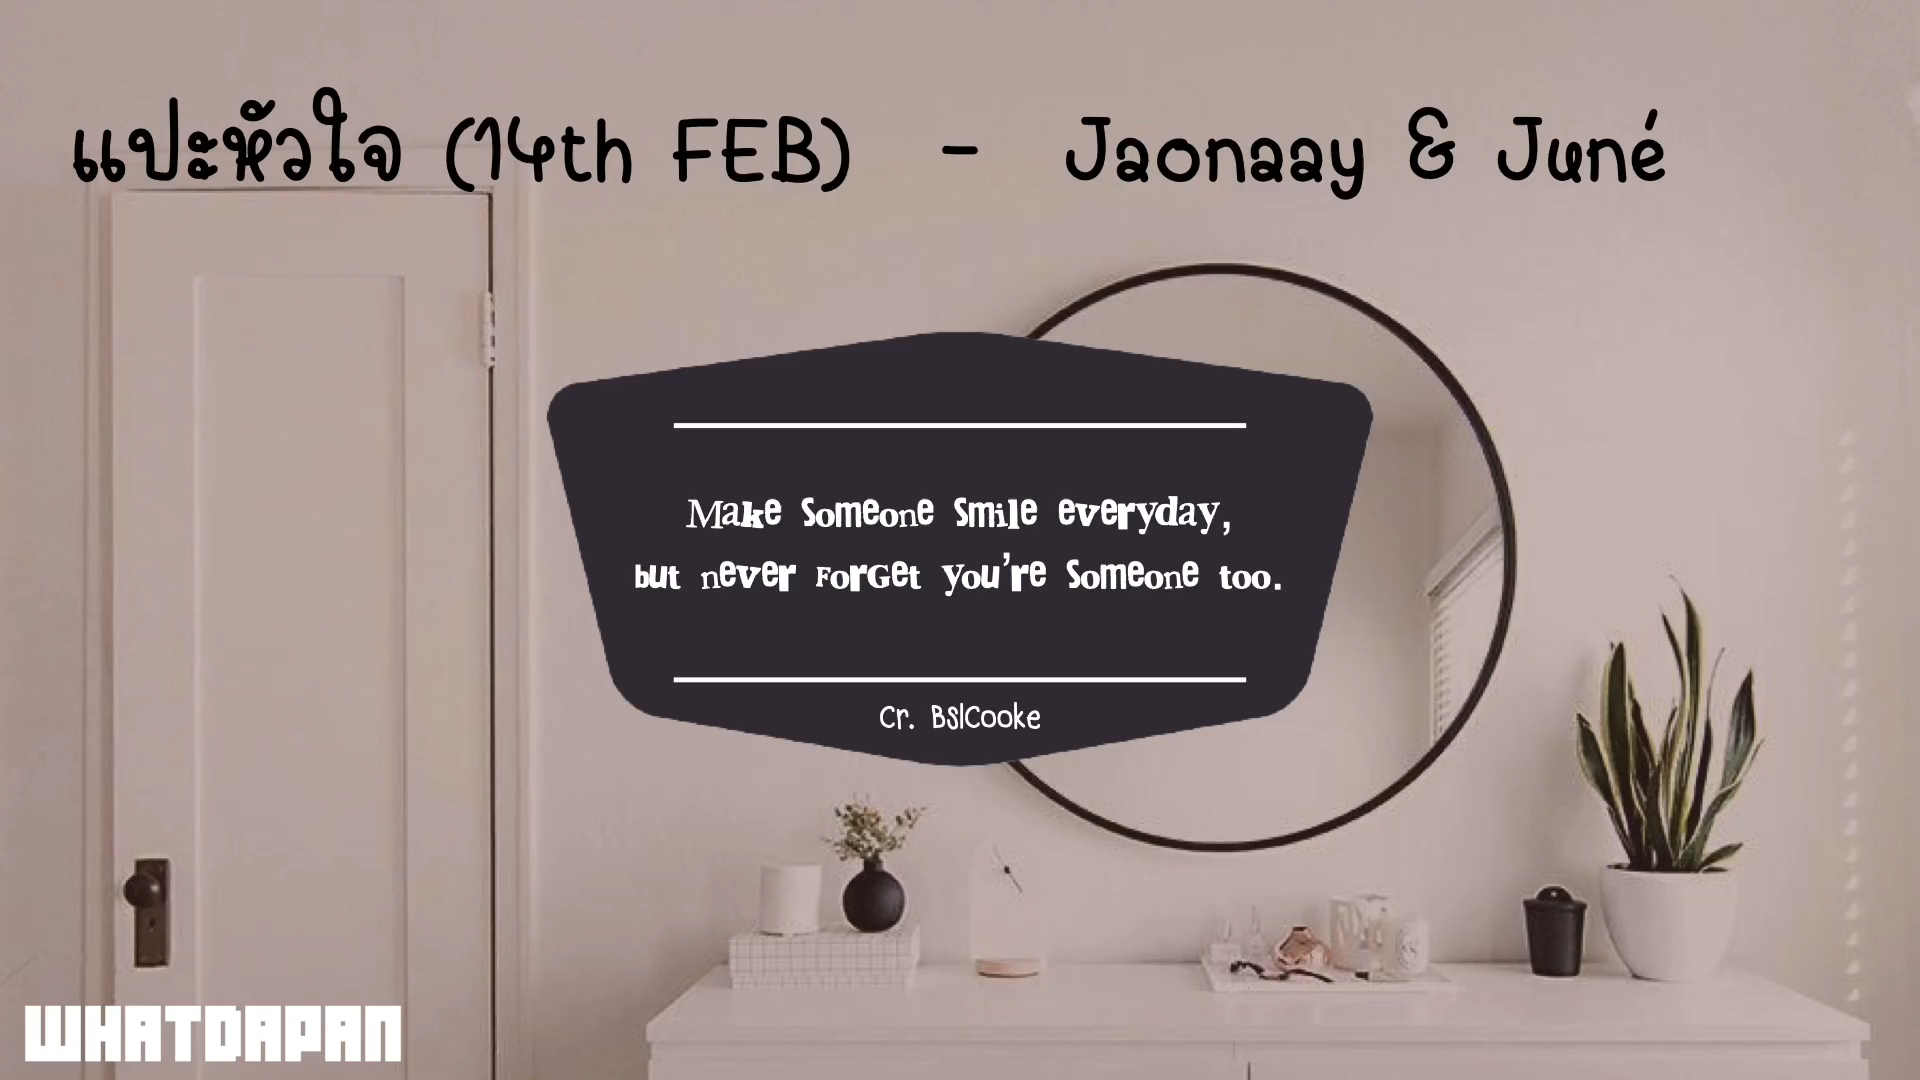 แปะหัวใจ (14th FEB) - Jaonaay & Juné
Make Someone Smile everyday,
but never Forget you're Someone too.
Cr. BslCooke
WHATDAPAN